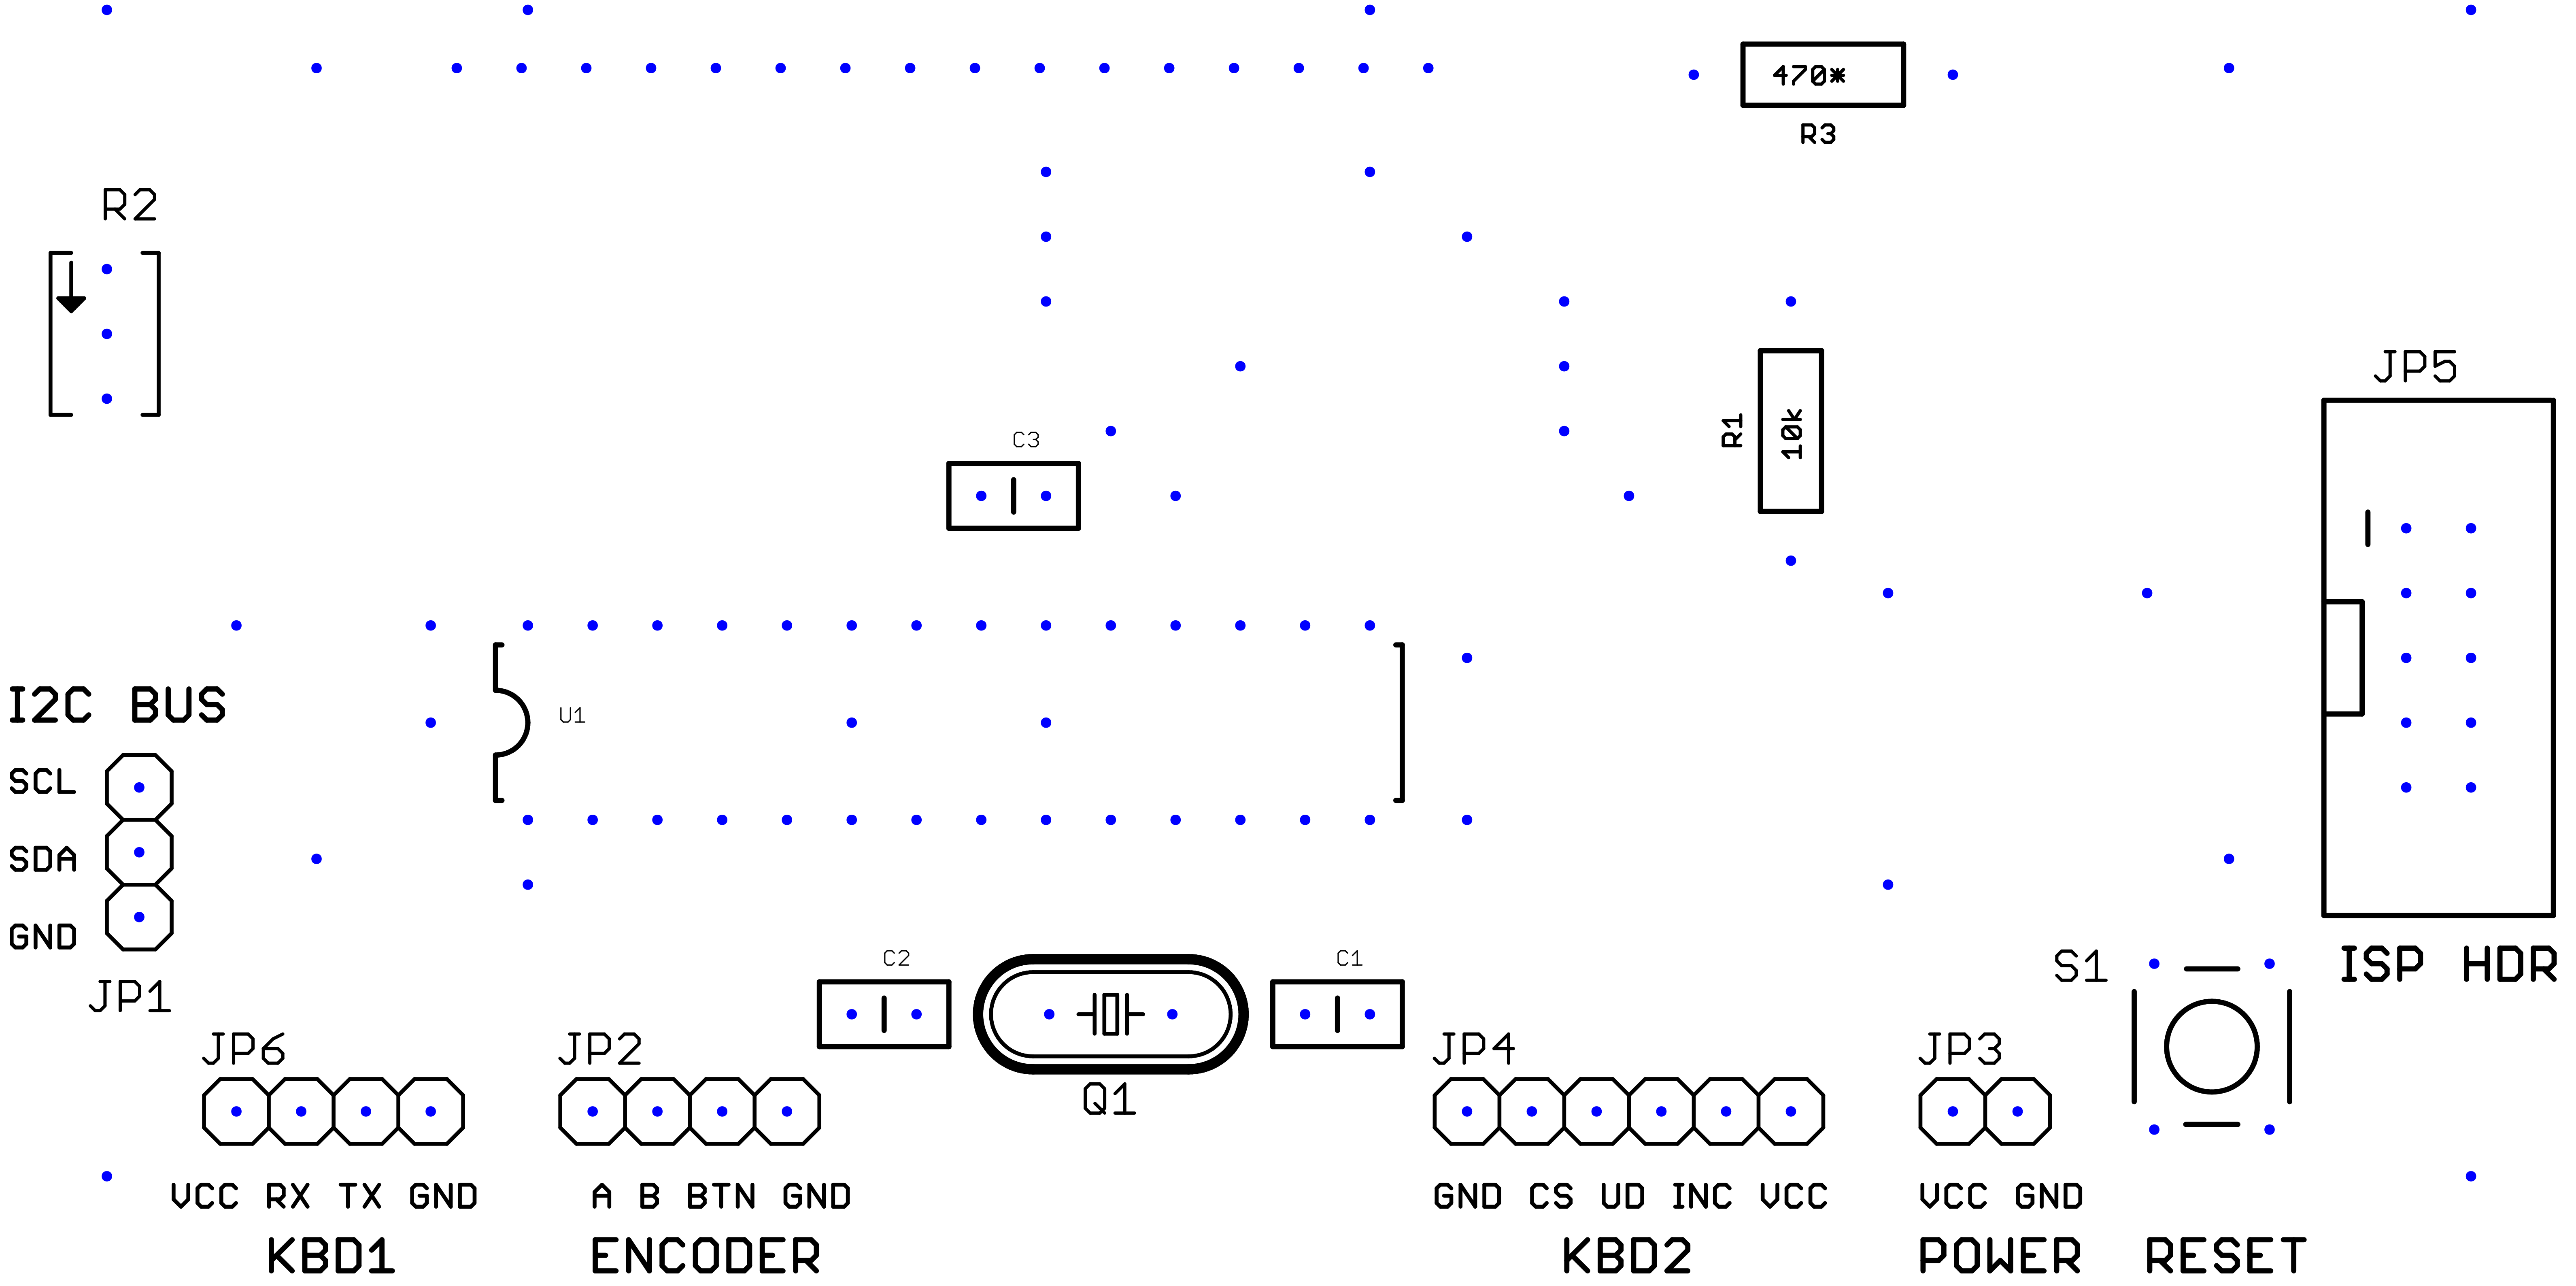 470*
R3
R2
JP5
R1
10k
C3
I2C BUS
U1
SCL
SDA
GND
JP1
C2
C1
S1
ISP HDR
JP6
JP2
Q1
JP4
JP3
VCC RX TX GND
A B BTN GND
GND CS UD INC VCC
VCC GND
KBD1
ENCODER
KBD2
POWER
RESET